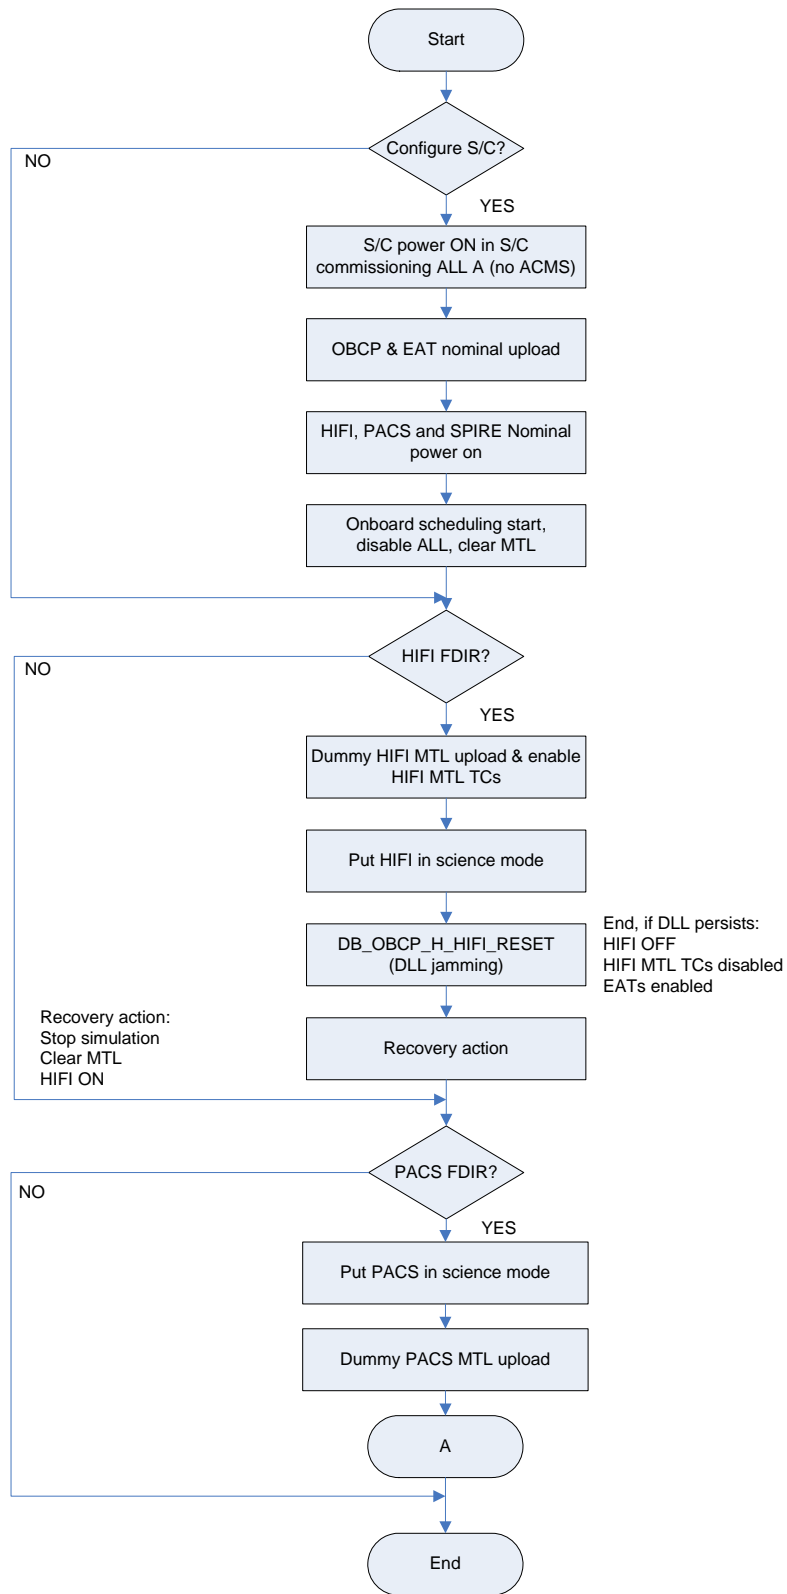 Start
Configure S/C?
NO
YES
S/C power ON in S/C
commissioning ALL A (no ACMS)
OBCP & EAT nominal upload
HIFI, PACS and SPIRE Nominal
power on
Onboard scheduling start,
disable ALL, clear MTL
HIFI FDIR?
NO
YES
Dummy HIFI MTL upload & enable
HIFI MTL TCs
Put HIFI in science mode
DB_OBCP_H_HIFI_RESET
(DLL jamming)
End, if DLL persists:
HIFI OFF
HIFI MTL TCs disabled
EATs enabled
Recovery action:
Stop simulation
Clear MTL
HIFI ON
Recovery action
PACS FDIR?
NO
YES
Put PACS in science mode
Dummy PACS MTL upload
A
End